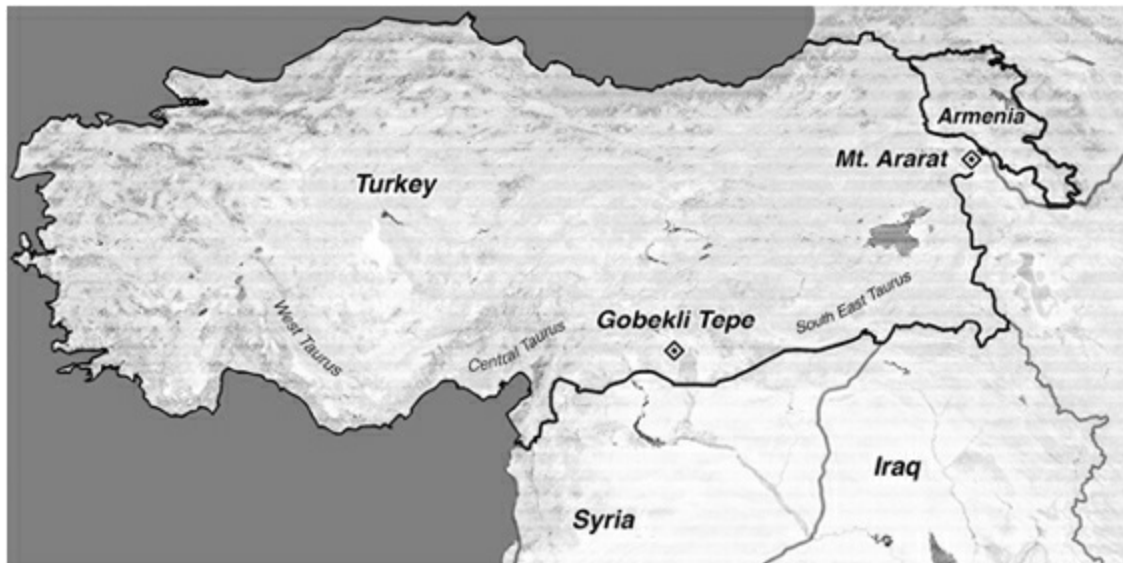 Armenia
Mt. Ararat
Turkey
South East Taurus
West Taurus
Gobekli Tepe
Central Taurus
Iraq
Syria